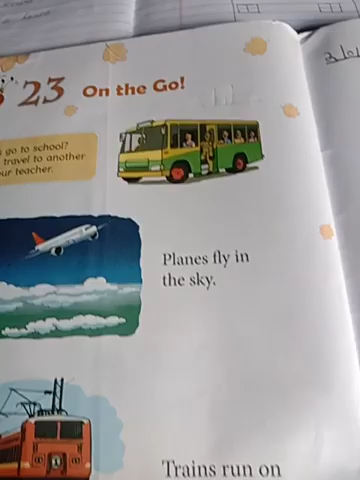 23 On the Go!
go to school?
travel to another
teacher.
Planes fly in
the sky.
Trains run on